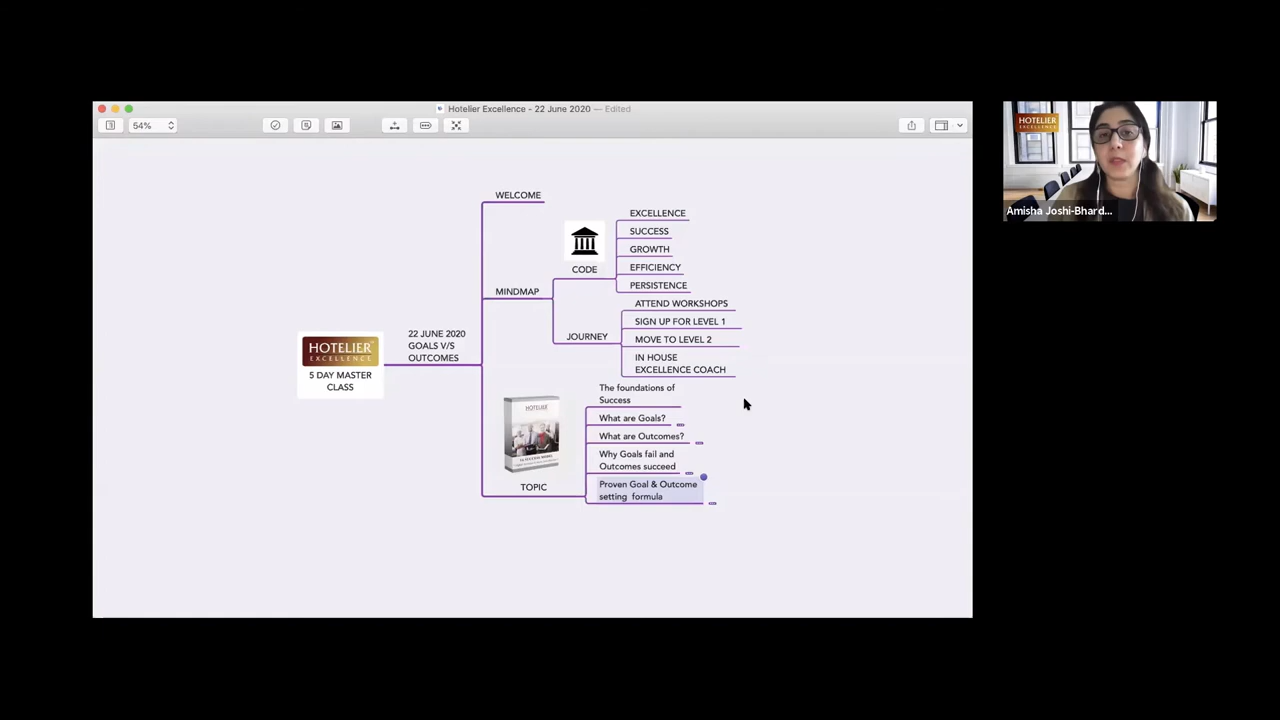 Hotelier Excellence - 22 June 2020 — Edited
54%
WELCOME
EXCELLENCE
SUCCESS
GROWTH
EFFICIENCY
PERSISTENCE
CODE
MINDMAP
ATTEND WORKSHOPS
SIGN UP FOR LEVEL 1
MOVE TO LEVEL 2
IN HOUSE
EXCELLENCE COACH
JOURNEY
22 JUNE 2020
GOALS V/S
OUTCOMES
HOTELIER
EXCELLENCE
5 DAY MASTER
CLASS
The foundations of
Success
What are Goals?
What are Outcomes?
Why Goals fail and
Outcomes succeed
Proven Goal & Outcome
setting formula
HOTELIER
TOPIC
HOTELIER
EXCELLENCE
Amisha Joshi-Bhard...